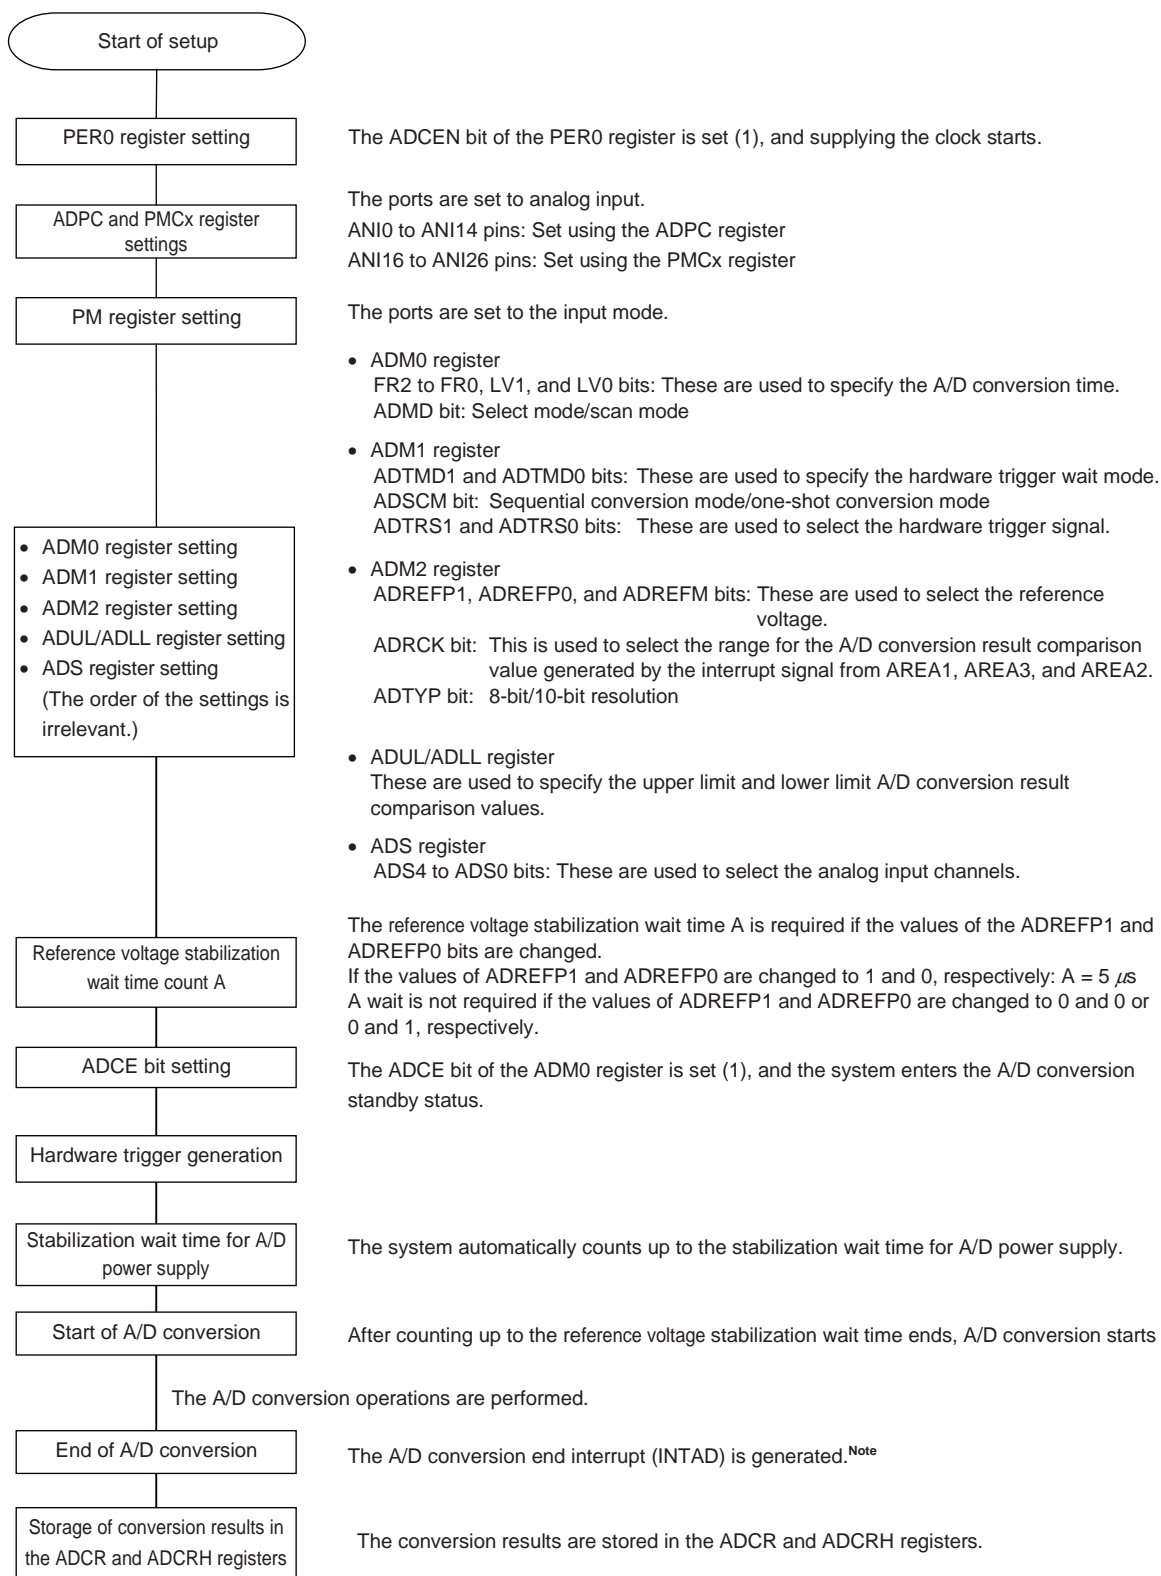 Start of setup
PER0 register setting
The ADCEN bit of the PER0 register is set (1), and supplying the clock starts.
ADPC and PMCx register
settings
The ports are set to analog input.
ANI0 to ANI14 pins: Set using the ADPC register
ANI16 to ANI26 pins: Set using the PMCx register
PM register setting
The ports are set to the input mode.
• ADM0 register setting
• ADM1 register setting
• ADM2 register setting
• ADUL/ADLL register setting
• ADS register setting
(The order of the settings is
irrelevant.)
• ADM0 register
FR2 to FR0, LV1, and LV0 bits: These are used to specify the A/D conversion time.
ADMD bit: Select mode/scan mode
• ADM1 register
ADTMD1 and ADTMD0 bits: These are used to specify the hardware trigger wait mode.
ADSCM bit: Sequential conversion mode/one-shot conversion mode
ADTRS1 and ADTRS0 bits: These are used to select the hardware trigger signal.
• ADM2 register
ADREFP1, ADREFP0, and ADREFM bits: These are used to select the reference
voltage.
ADRCK bit: This is used to select the range for the A/D conversion result comparison
value generated by the interrupt signal from AREA1, AREA3, and AREA2.
ADTYP bit: 8-bit/10-bit resolution
• ADUL/ADLL register
These are used to specify the upper limit and lower limit A/D conversion result
comparison values.
• ADS register
ADS4 to ADS0 bits: These are used to select the analog input channels.
Reference voltage stabilization
wait time count A
The reference voltage stabilization wait time A is required if the values of the ADREFP1 and
ADREFP0 bits are changed.
If the values of ADREFP1 and ADREFP0 are changed to 1 and 0, respectively: A = 5 μs
A wait is not required if the values of ADREFP1 and ADREFP0 are changed to 0 and 0 or
0 and 1, respectively.
ADCE bit setting
The ADCE bit of the ADM0 register is set (1), and the system enters the A/D conversion
standby status.
Hardware trigger generation
Stabilization wait time for A/D
power supply
The system automatically counts up to the stabilization wait time for A/D power supply.
Start of A/D conversion
After counting up to the reference voltage stabilization wait time ends, A/D conversion starts
The A/D conversion operations are performed.
End of A/D conversion
The A/D conversion end interrupt (INTAD) is generated.Note
Storage of conversion results in
the ADCR and ADCRH registers
The conversion results are stored in the ADCR and ADCRH registers.